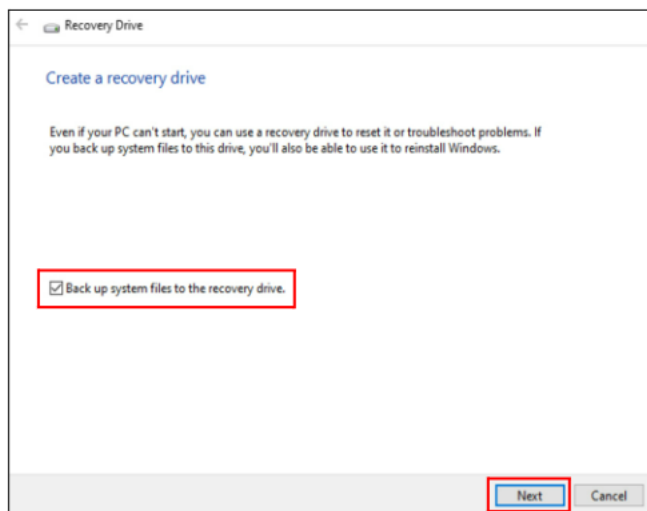 Recovery Drive
Create a recovery drive
Even if your PC can't start, you can use a recovery drive to reset it or troubleshoot problems. If
you back up system files to this drive, you'll also be able to use it to reinstall Windows.
Back up system files to the recovery drive.
Next Cancel